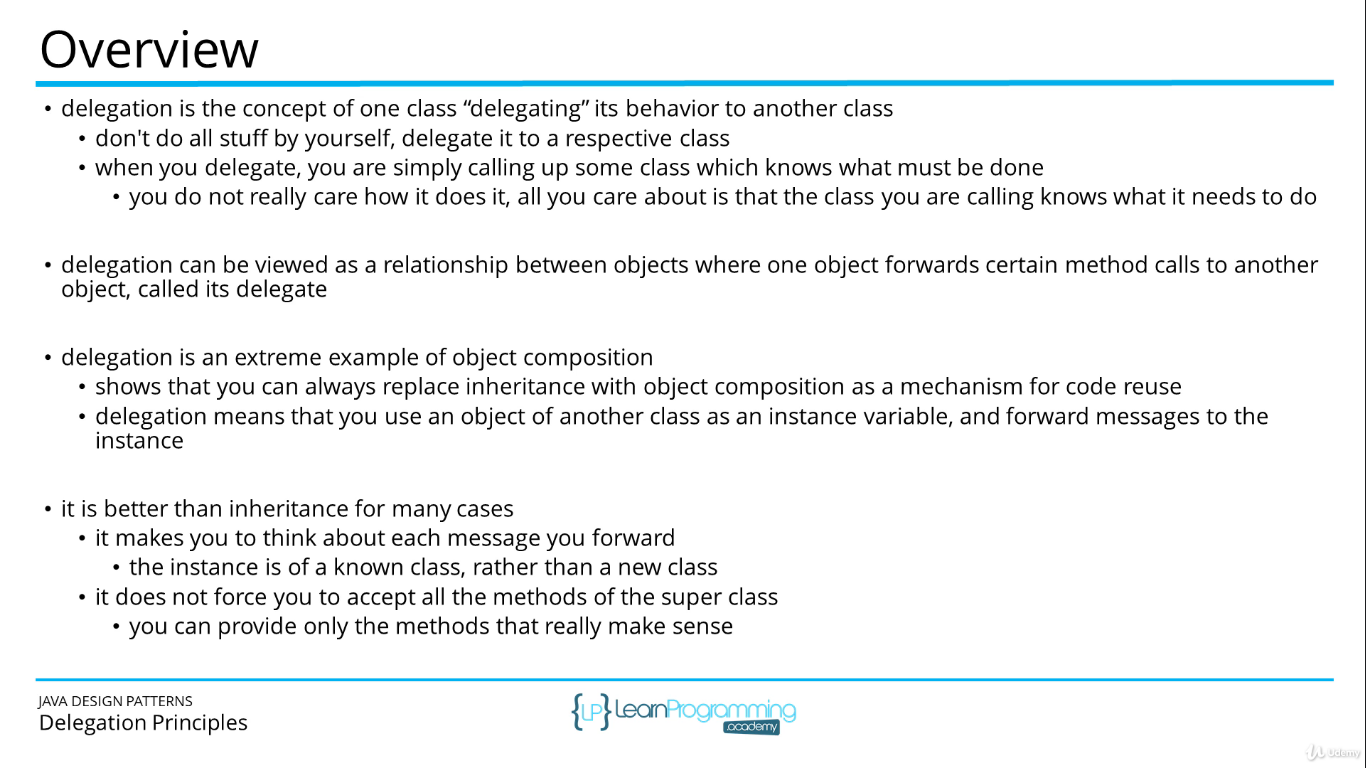 Overview
• delegation is the concept of one class “delegating” its behavior to another class
• don't do all stuff by yourself, delegate it to a respective class
• when you delegate, you are simply calling up some class which knows what must be done
• you do not really care how it does it, all you care about is that the class you are calling knows what it needs to do
• delegation can be viewed as a relationship between objects where one object forwards certain method calls to another
object, called its delegate
• delegation is an extreme example of object composition
• shows that you can always replace inheritance with object composition as a mechanism for code reuse
• delegation means that you use an object of another class as an instance variable, and forward messages to the
instance
• it is better than inheritance for many cases
• it makes you to think about each message you forward
• the instance is of a known class, rather than a new class
• it does not force you to accept all the methods of the super class
• you can provide only the methods that really make sense
JAVA DESIGN PATTERNS
Delegation Principles
{LP} LearnProgramming
.academy
Udemy